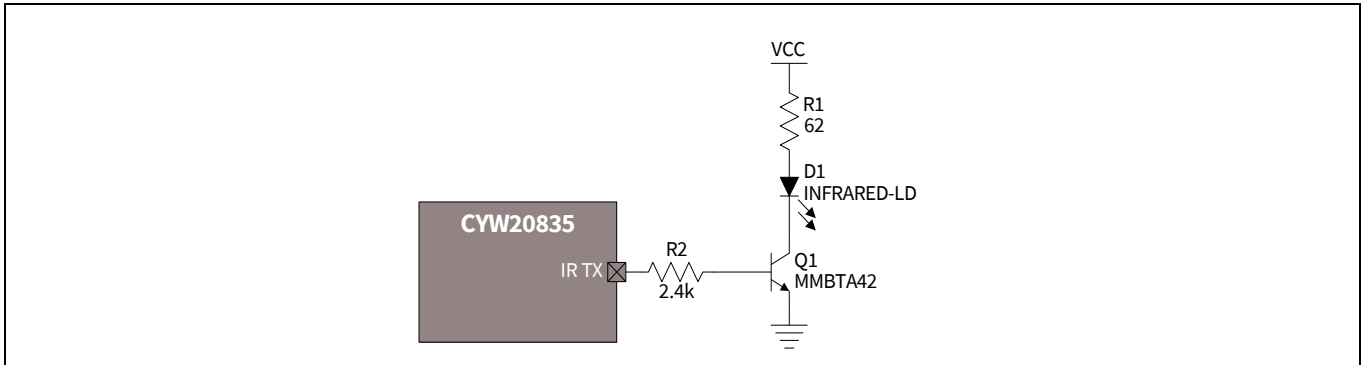 VCC
R1
62
D1
INFRARED-LD
CYW20835
IR TX
R2
2.4k
Q1
MMBTA42